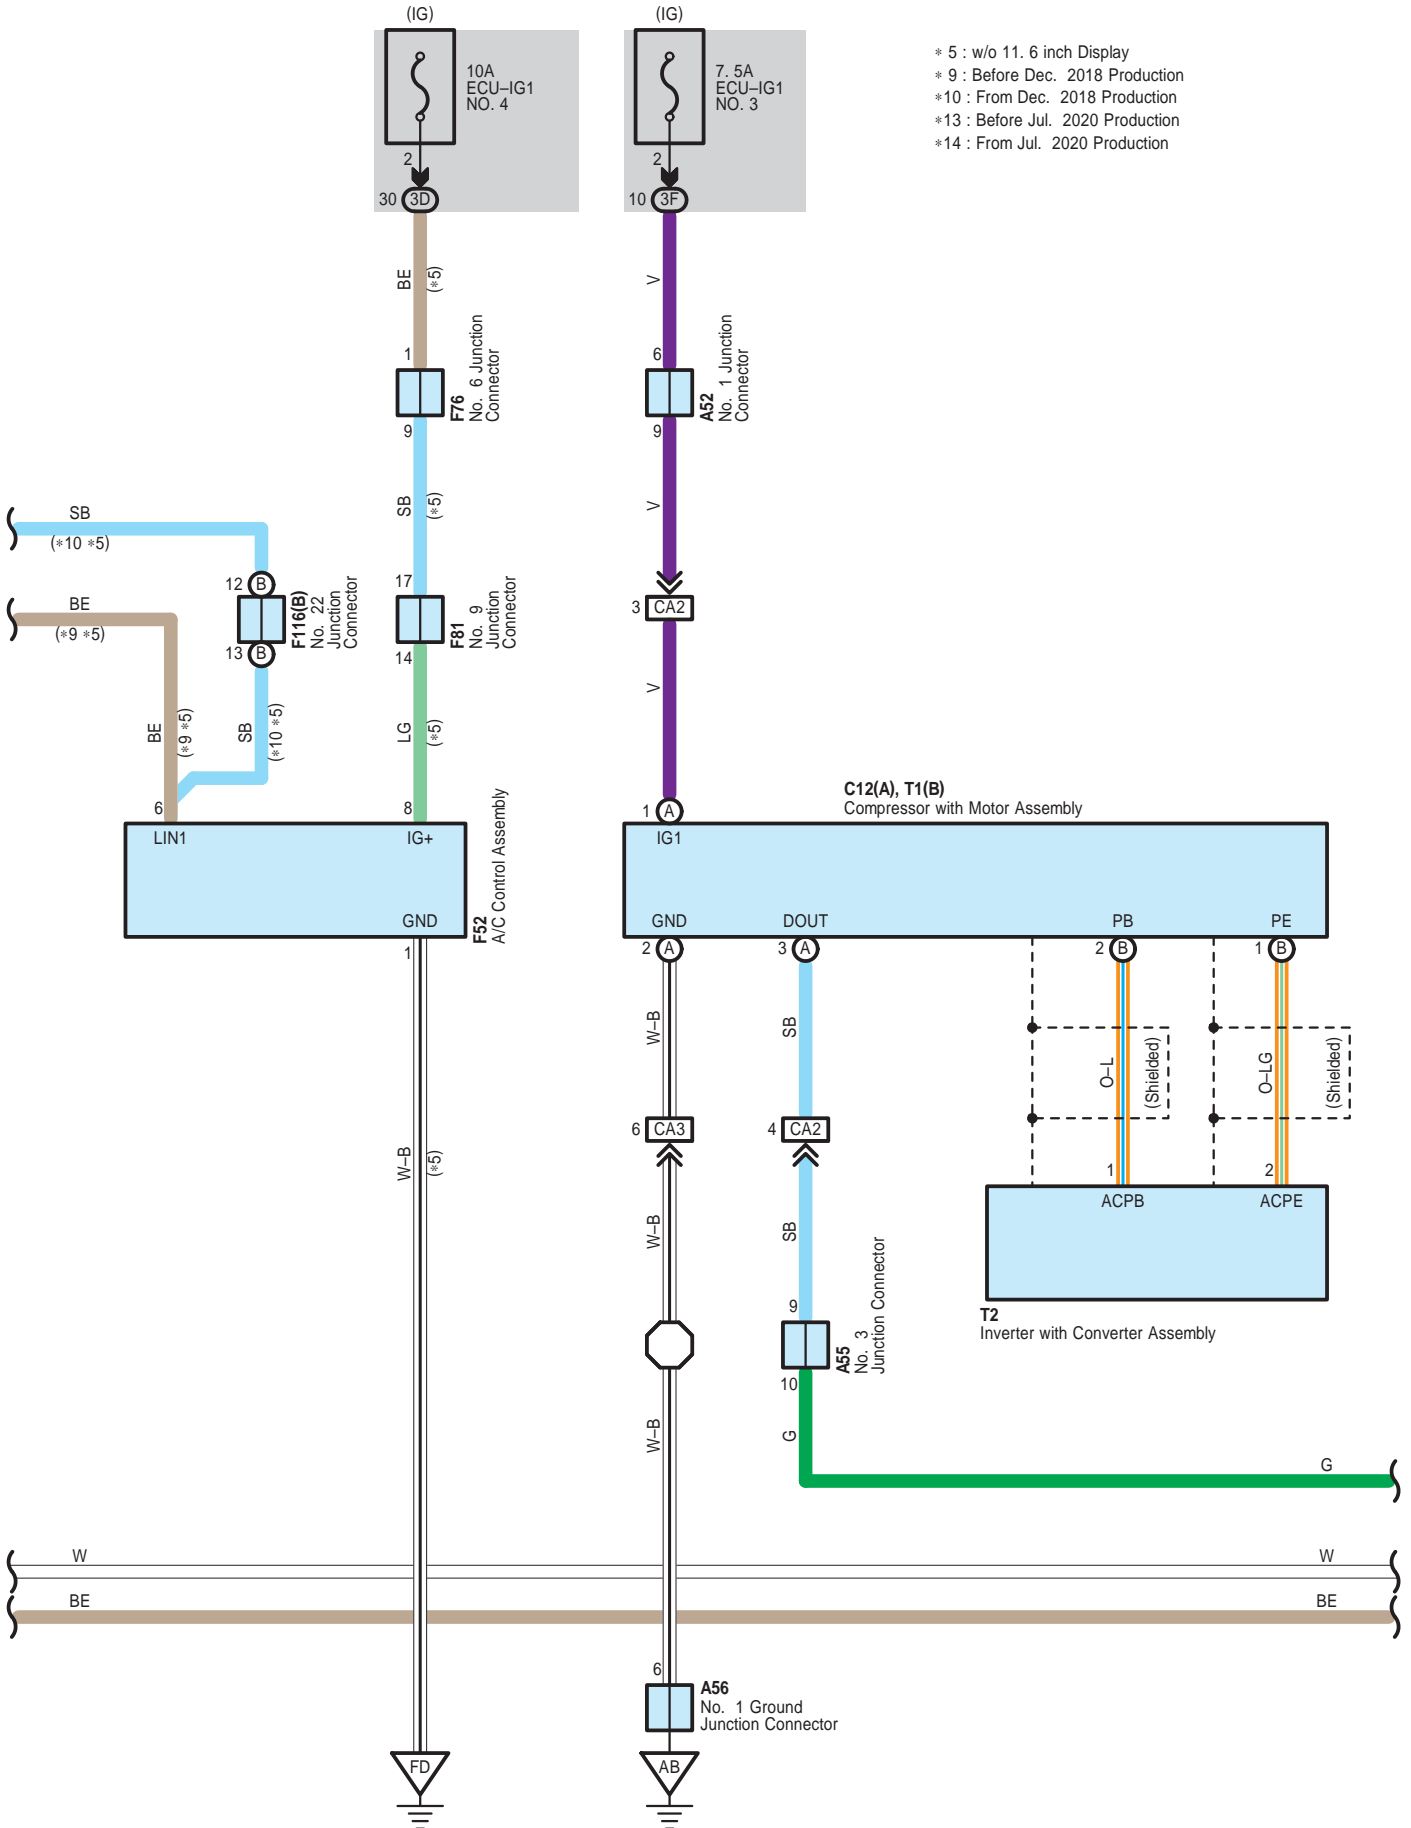 (IG)
(IG)
* 5 : w/o 11. 6 inch Display
* 9 : Before Dec. 2018 Production
*10 : From Dec. 2018 Production
*13 : Before Jul. 2020 Production
*14 : From Jul. 2020 Production
10A
ECU–IG1
NO. 4
7. 5A
ECU–IG1
NO. 3
2
2
30
3D
10
3F
BE
(*5)
V
1
F76
No. 6 Junction
Connector
9
6
A52
No. 1 Junction
Connector
9
SB
(*10 *5)
SB
(*5)
V
12
B
17
BE
(*9 *5)
F116(B)
No. 22
Junction
Connector
F81
No. 9
Junction
Connector
3
CA2
13
B
14
BE
(*9 *5)
SB
(*10 *5)
LG
(*5)
V
C12(A), T1(B)
Compressor with Motor Assembly
6
8
1
A
LIN1
IG+
IG1
F52
A/C Control Assembly
GND
GND
DOUT
PB
PE
1
2
A
3
A
2
B
1
B
W–B
SB
O–L
(Shielded)
O–LG
(Shielded)
6
CA3
4
CA2
W–B
(*5)
1
2
ACPB
ACPE
W–B
SB
9
A55
No. 3
Junction Connector
10
T2
Inverter with Converter Assembly
W–B
G
G
W
W
BE
BE
6
A56
No. 1 Ground
Junction Connector
FD
AB